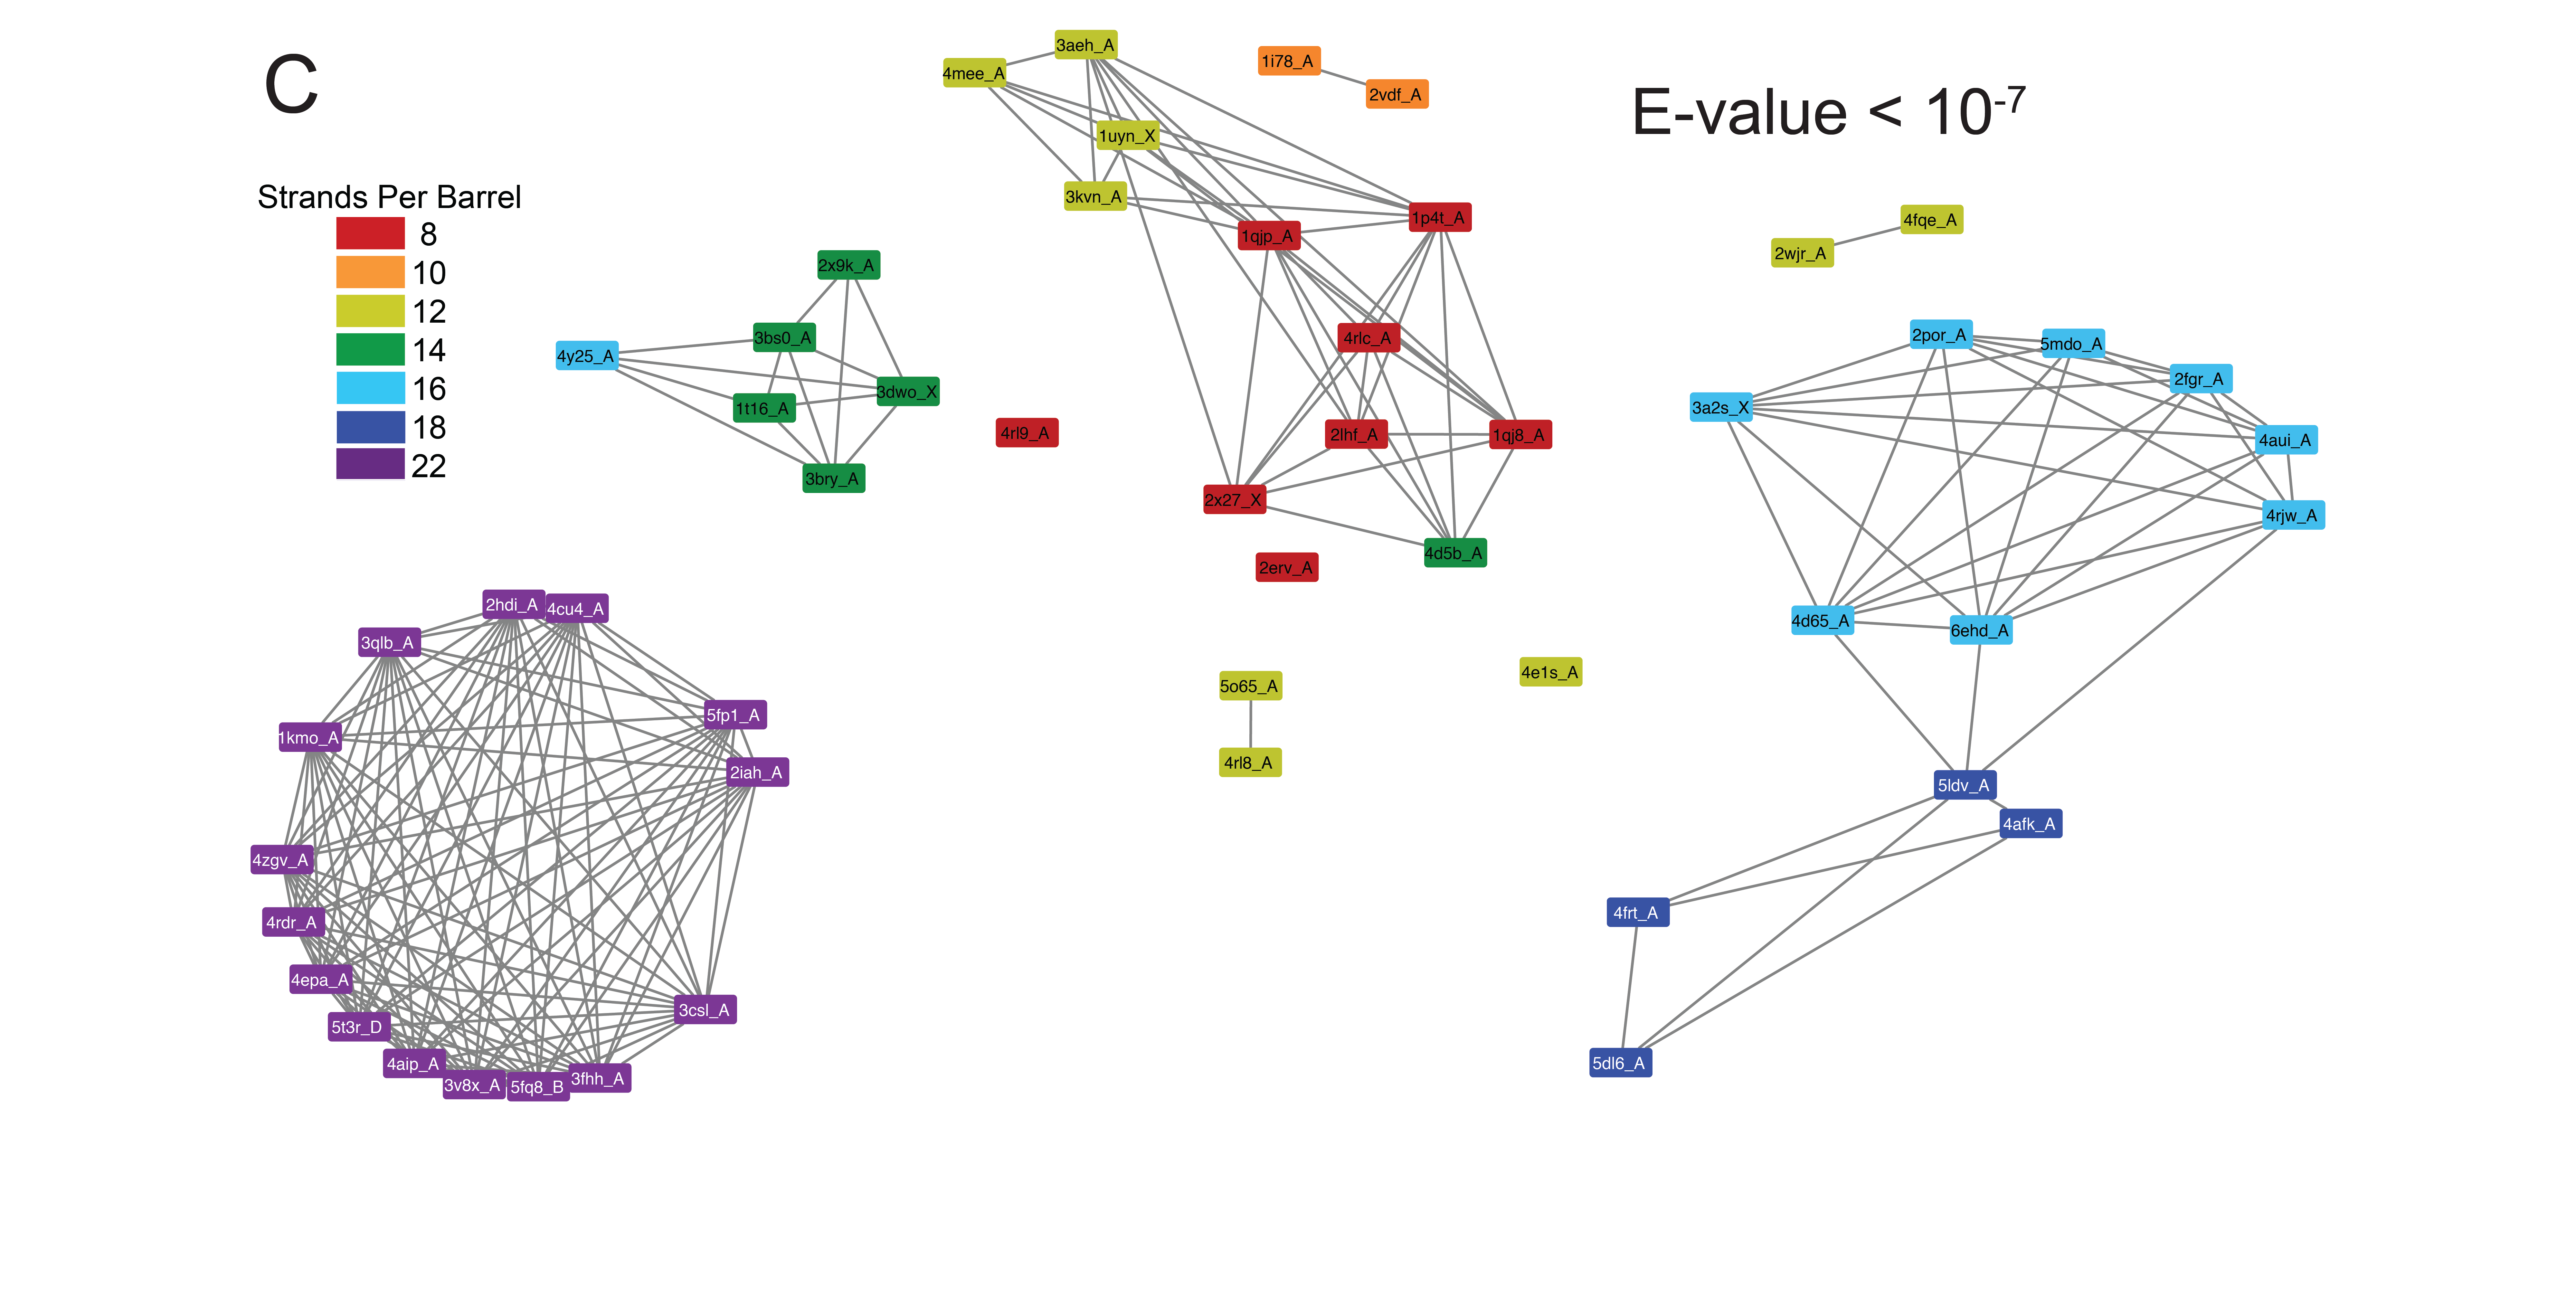 C
E-value < 10-7
Strands Per Barrel
8
10
12
14
16
18
22
3aeh_A
4mee_A
1uyn_X
3kvn_A
1i78_A
2vdf_A
1qjp_A
1p4t_A
4rlc_A
2lhf_A
1qj8_A
2x27_X
4d5b_A
2erv_A
4rl9_A
2x9k_A
3bs0_A
4y25_A
3dwo_X
1t16_A
3bry_A
4fqe_A
2wjr_A
2por_A
5mdo_A
2fgr_A
3a2s_X
4aui_A
4rjw_A
4d65_A
6ehd_A
5ldv_A
4afk_A
4frt_A
5dl6_A
4e1s_A
5o65_A
4rl8_A
2hdi_A
4cu4_A
3qlb_A
5fp1_A
1kmo_A
2iah_A
4zgv_A
4rdr_A
4epa_A
3csl_A
5t3r_D
4aip_A
3v8x_A
5fq8_B
3fhh_A